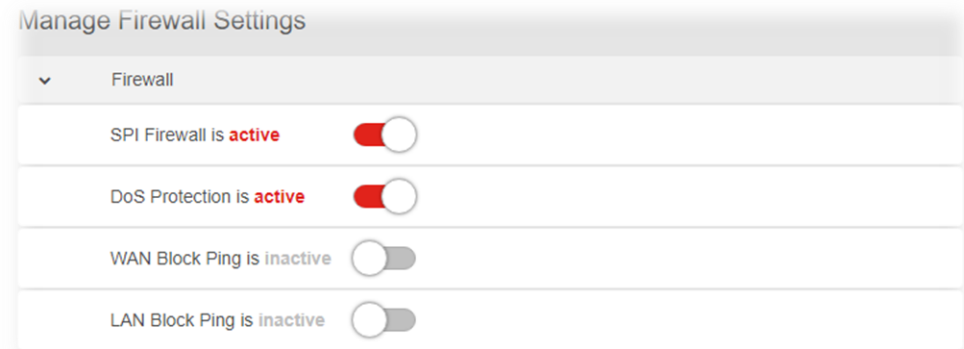 Manage Firewall Settings
Firewall
SPI Firewall is active
DoS Protection is active
WAN Block Ping is inactive
LAN Block Ping is inactive